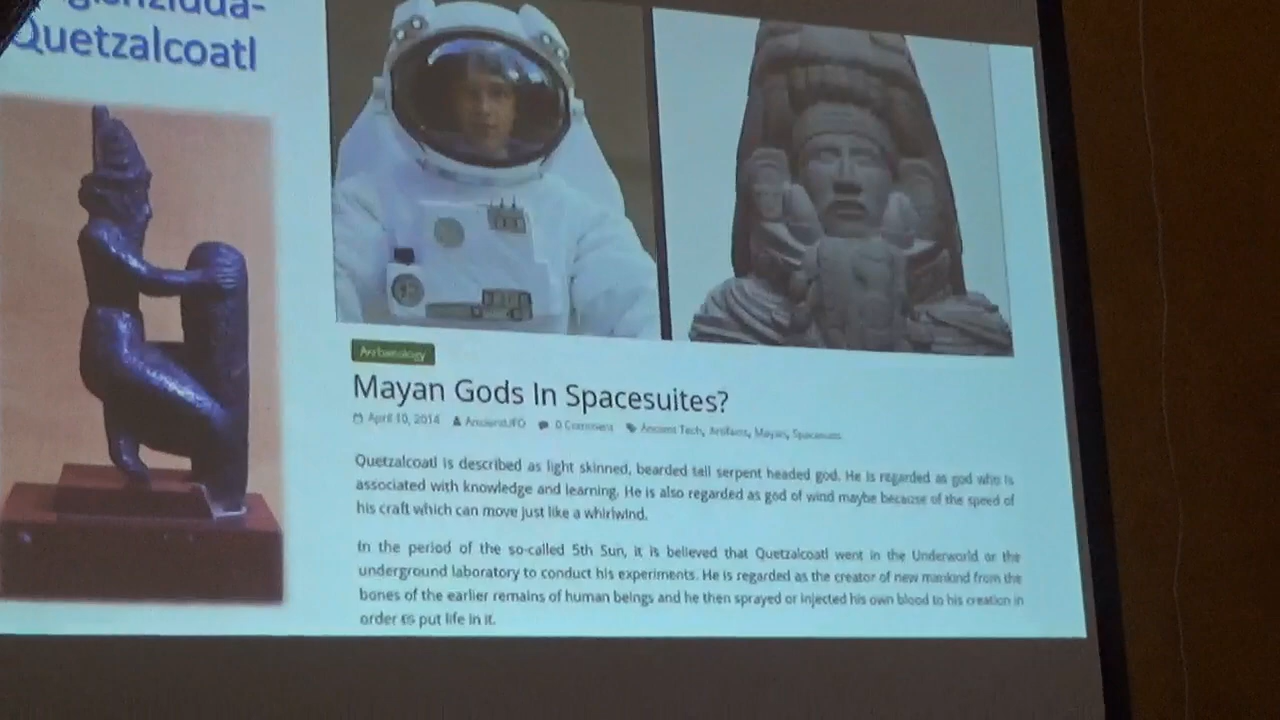 Quetzalcoatl
Archaeology
Mayan Gods In Spacesuites?
April 10, 2014 AncientUFO 0 Comment Ancient Tech, Artifacts, Mayan, Spacesuits
Quetzalcoatl is described as light skinned, bearded tall serpent headed god. He is regarded as god who is
associated with knowledge and learning. He is also regarded as god of wind maybe because of the speed of
his craft which can move just like a whirlwind.
In the period of the so-called 5th Sun, it is believed that Quetzalcoatl went in the Underworld or the
underground laboratory to conduct his experiments. He is regarded as the creator of new mankind from the
bones of the earlier remains of human beings and he then sprayed or injected his own blood to his creation in
order to put life in it.